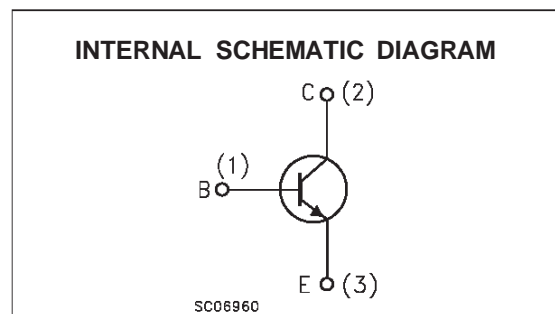 INTERNAL SCHEMATIC DIAGRAM
C (2)
(1)
B
E (3)
SC06960